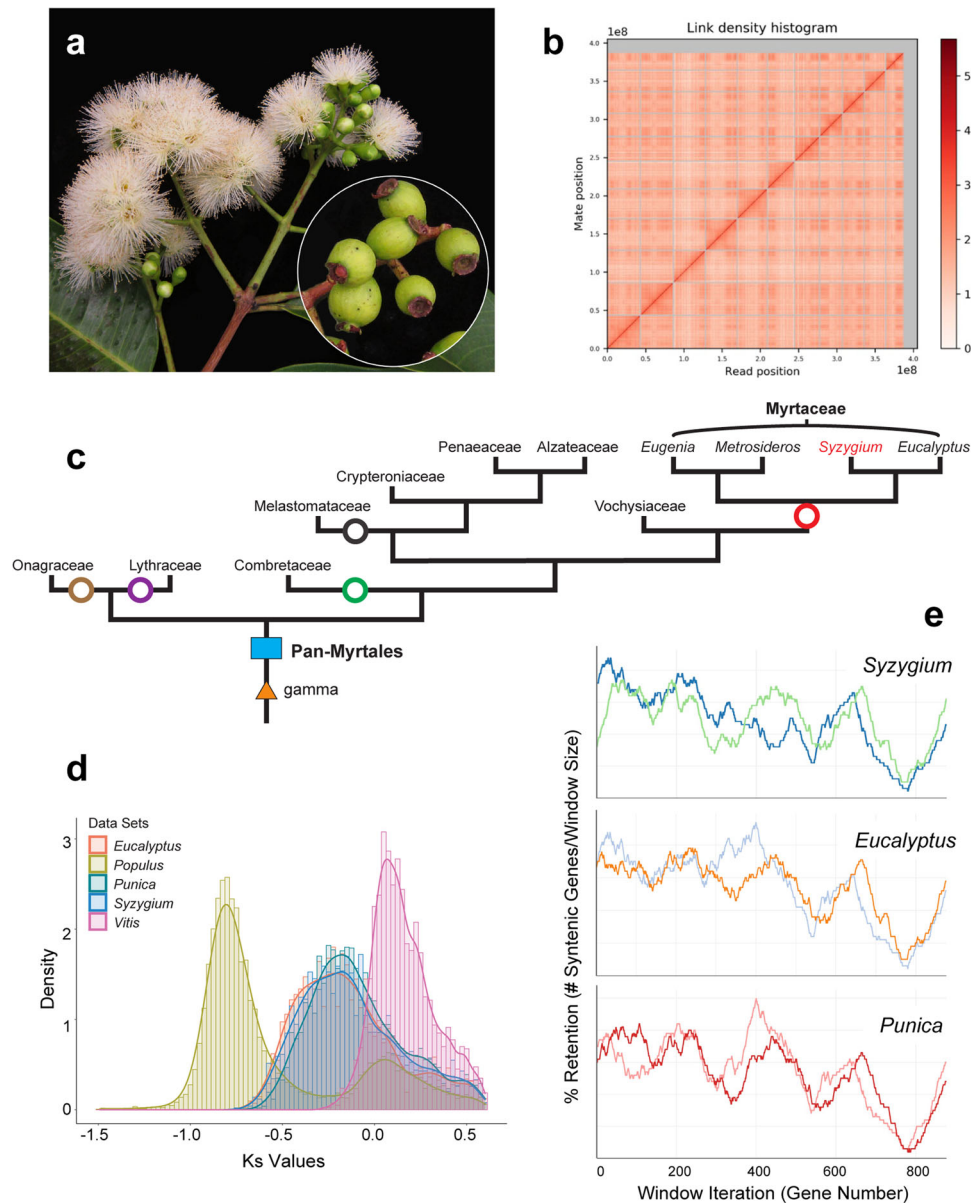 a
b
Link density histogram
1e8
4.0
3.5
3.0
2.5
2.0
1.5
1.0
0.5
0.0
Mate position
0.0 0.5 1.0 1.5 2.0 2.5 3.0 3.5 4.0
Read position
1e8
5
4
3
2
1
0
c
Myrtaceae
Penaeaceae Alzateaceae Eugenia Metrosideros Syzygium Eucalyptus
Crypteroniaceae
Melastomataceae Vochysiaceae
Onagraceae Lythraceae Combretaceae
Pan-Myrtales
gamma
d
Data Sets
Eucalyptus
Populus
Punica
Syzygium
Vitis
3
2
1
0
Density
-1.5 -1.0 -0.5 0.0 0.5
Ks Values
e
Syzygium
Eucalyptus
Punica
% Retention (# Syntenic Genes/Window Size)
0 200 400 600 800
Window Iteration (Gene Number)